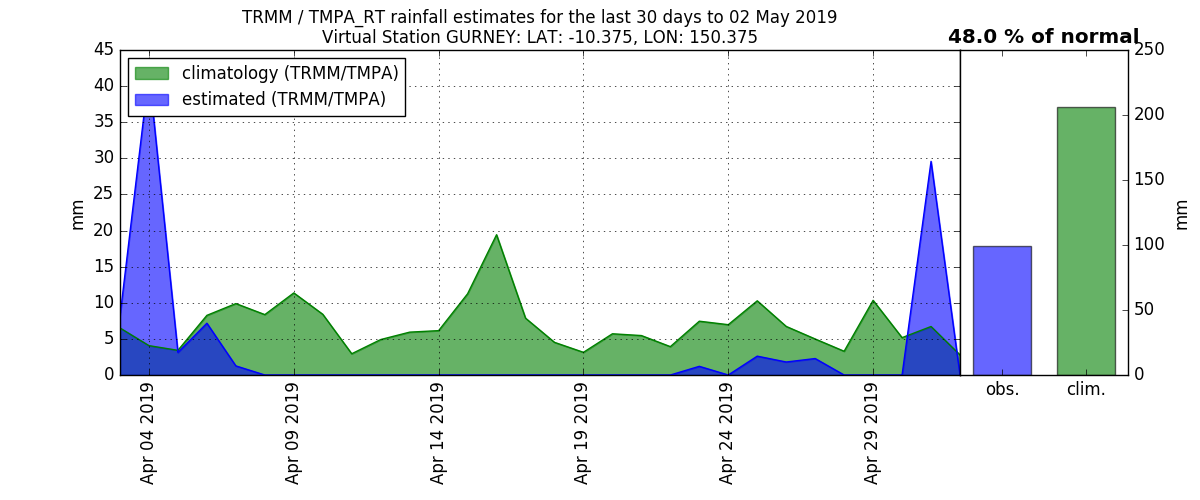 TRMM / TMPA_RT rainfall estimates for the last 30 days to 02 May 2019
Virtual Station GURNEY: LAT: -10.375, LON: 150.375
48.0 % of normal
climatology (TRMM/TMPA)
estimated (TRMM/TMPA)
mm
45
40
35
30
25
20
15
10
5
0
Apr 04 2019
Apr 09 2019
Apr 14 2019
Apr 19 2019
Apr 24 2019
Apr 29 2019
obs.
clim.
250
200
150
100
50
0
mm